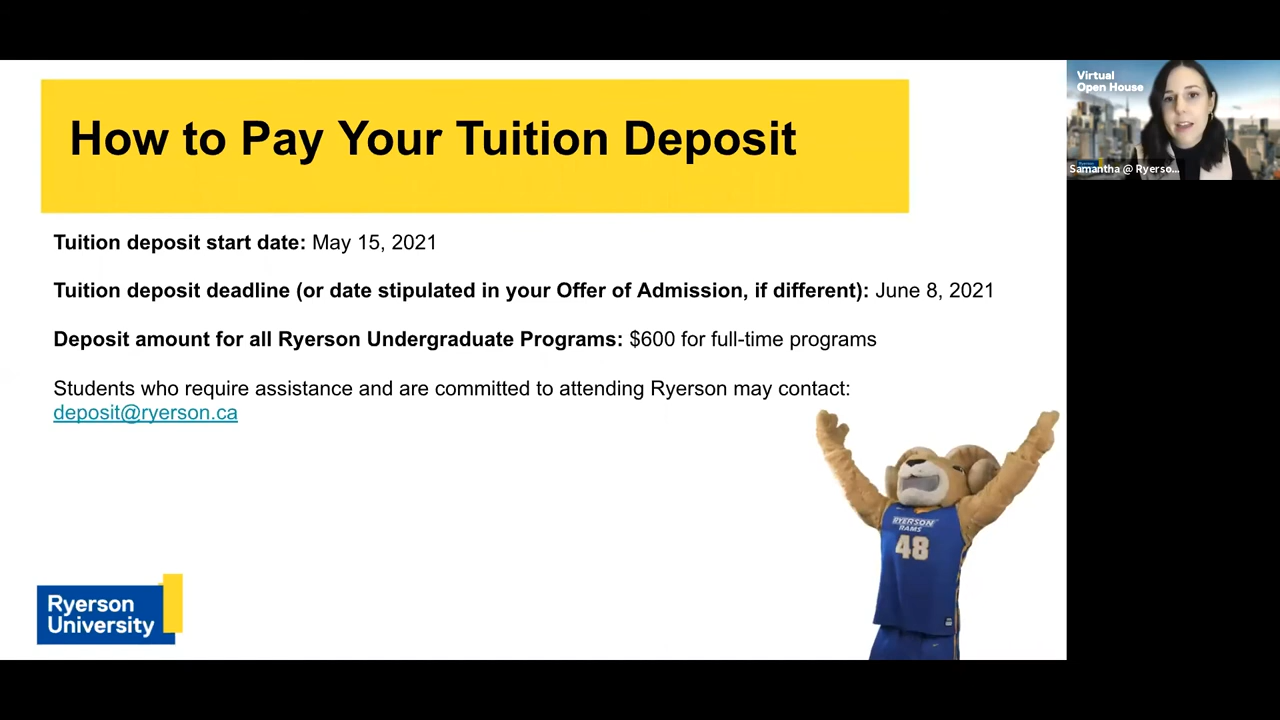 How to Pay Your Tuition Deposit
Tuition deposit start date: May 15, 2021
Tuition deposit deadline (or date stipulated in your Offer of Admission, if different): June 8, 2021
Deposit amount for all Ryerson Undergraduate Programs: $600 for full-time programs
Students who require assistance and are committed to attending Ryerson may contact:
deposit@ryerson.ca
RYERSON
RAMS
48
Ryerson
University
Virtual
Open House
Samantha @ Ryerso...